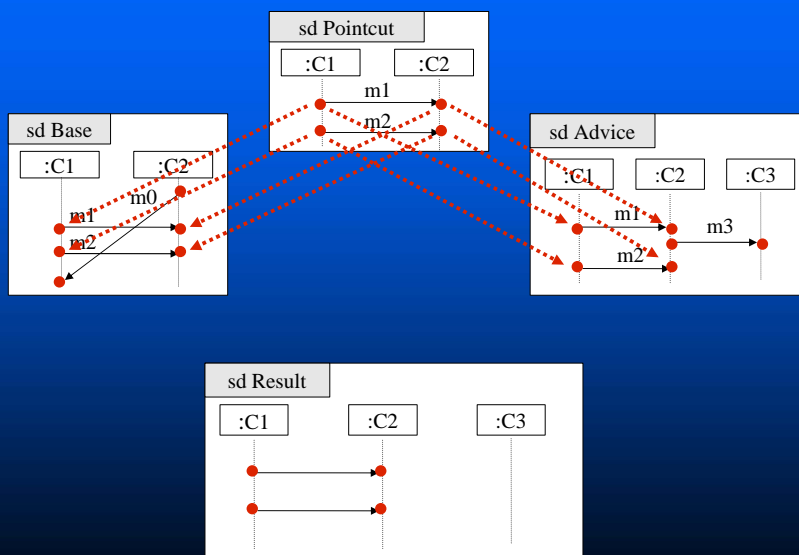 sd Pointcut
:C1 :C2
m1
m2
sd Base
:C1 :C2
m0
m1
m2
sd Advice
:C1 :C2 :C3
m1
m3
m2
sd Result
:C1 :C2 :C3